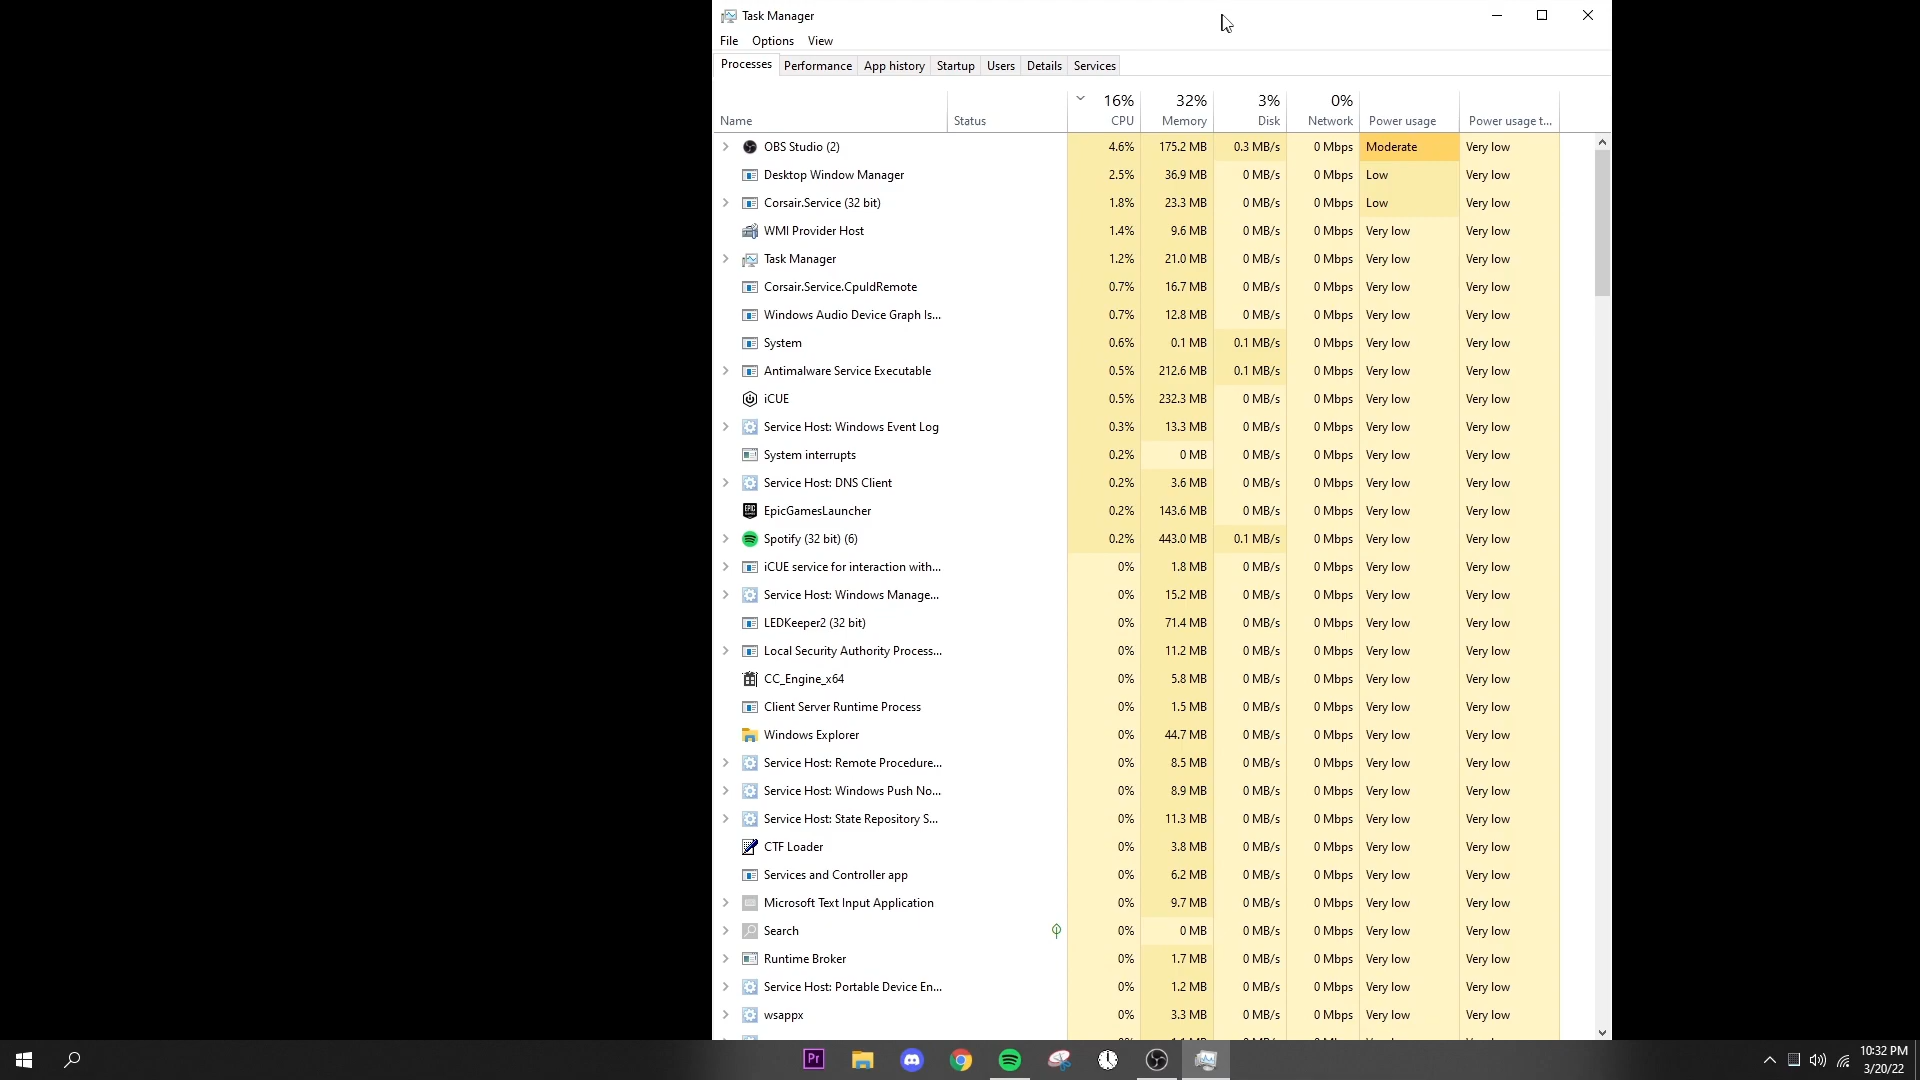 Task Manager
File Options View
Processes Performance App history Startup Users Details Services
16% 32% 3% 0%
Name Status CPU Memory Disk Network Power usage Power usage t...
OBS Studio (2) 4.6% 175.2 MB 0.3 MB/s 0 Mbps Moderate Very low
Desktop Window Manager 2.5% 36.9 MB 0 MB/s 0 Mbps Low Very low
Corsair.Service (32 bit) 1.8% 23.3 MB 0 MB/s 0 Mbps Low Very low
WMI Provider Host 1.4% 9.6 MB 0 MB/s 0 Mbps Very low Very low
Task Manager 1.2% 21.0 MB 0 MB/s 0 Mbps Very low Very low
Corsair.Service.CpuIdRemote 0.7% 16.7 MB 0 MB/s 0 Mbps Very low Very low
Windows Audio Device Graph Is... 0.7% 12.8 MB 0 MB/s 0 Mbps Very low Very low
System 0.6% 0.1 MB 0.1 MB/s 0 Mbps Very low Very low
Antimalware Service Executable 0.5% 212.6 MB 0.1 MB/s 0 Mbps Very low Very low
iCUE 0.5% 232.3 MB 0 MB/s 0 Mbps Very low Very low
Service Host: Windows Event Log 0.3% 13.3 MB 0 MB/s 0 Mbps Very low Very low
System interrupts 0.2% 0 MB 0 MB/s 0 Mbps Very low Very low
Service Host: DNS Client 0.2% 3.6 MB 0 MB/s 0 Mbps Very low Very low
EpicGamesLauncher 0.2% 143.6 MB 0 MB/s 0 Mbps Very low Very low
Spotify (32 bit) (6) 0.2% 443.0 MB 0.1 MB/s 0 Mbps Very low Very low
iCUE service for interaction with... 0% 1.8 MB 0 MB/s 0 Mbps Very low Very low
Service Host: Windows Manage... 0% 15.2 MB 0 MB/s 0 Mbps Very low Very low
LEDKeeper2 (32 bit) 0% 71.4 MB 0 MB/s 0 Mbps Very low Very low
Local Security Authority Process... 0% 11.2 MB 0 MB/s 0 Mbps Very low Very low
CC_Engine_x64 0% 5.8 MB 0 MB/s 0 Mbps Very low Very low
Client Server Runtime Process 0% 1.5 MB 0 MB/s 0 Mbps Very low Very low
Windows Explorer 0% 44.7 MB 0 MB/s 0 Mbps Very low Very low
Service Host: Remote Procedure... 0% 8.5 MB 0 MB/s 0 Mbps Very low Very low
Service Host: Windows Push No... 0% 8.9 MB 0 MB/s 0 Mbps Very low Very low
Service Host: State Repository S... 0% 11.3 MB 0 MB/s 0 Mbps Very low Very low
CTF Loader 0% 3.8 MB 0 MB/s 0 Mbps Very low Very low
Services and Controller app 0% 6.2 MB 0 MB/s 0 Mbps Very low Very low
Microsoft Text Input Application 0% 9.7 MB 0 MB/s 0 Mbps Very low Very low
Search 0% 0 MB 0 MB/s 0 Mbps Very low Very low
Runtime Broker 0% 1.7 MB 0 MB/s 0 Mbps Very low Very low
Service Host: Portable Device En... 0% 1.2 MB 0 MB/s 0 Mbps Very low Very low
wsappx 0% 3.3 MB 0 MB/s 0 Mbps Very low Very low
Pr
10:32 PM
3/20/22